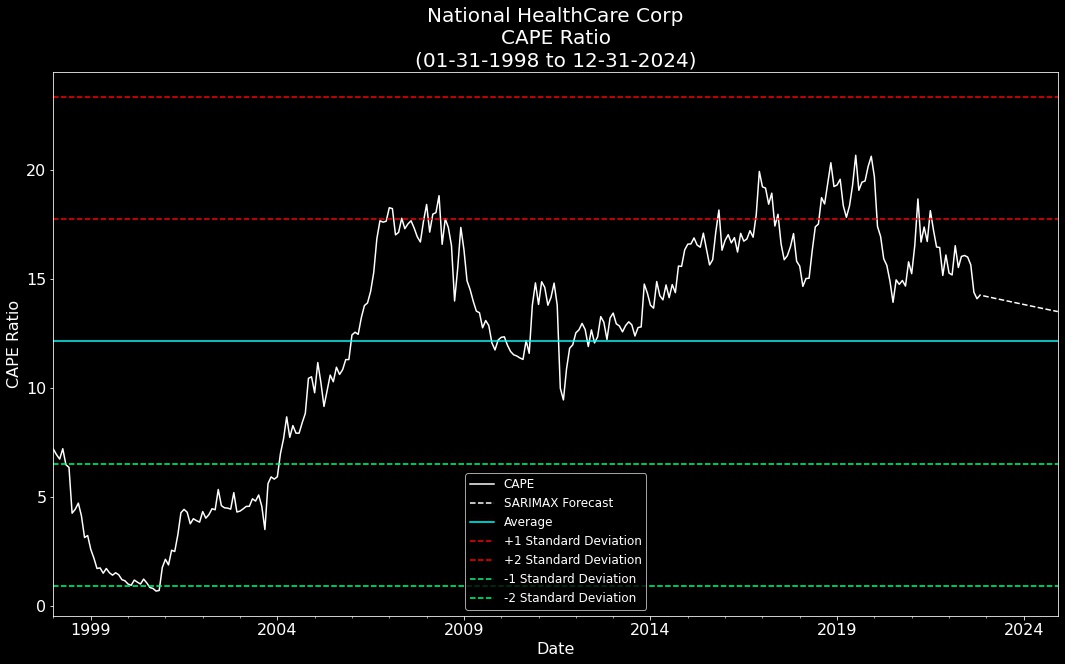 National HealthCare Corp
CAPE Ratio
(01-31-1998 to 12-31-2024)
CAPE Ratio
20
15
10
5
0
CAPE
SARIMAX Forecast
Average
+1 Standard Deviation
+2 Standard Deviation
-1 Standard Deviation
-2 Standard Deviation
1999 2004 2009 2014 2019 2024
Date